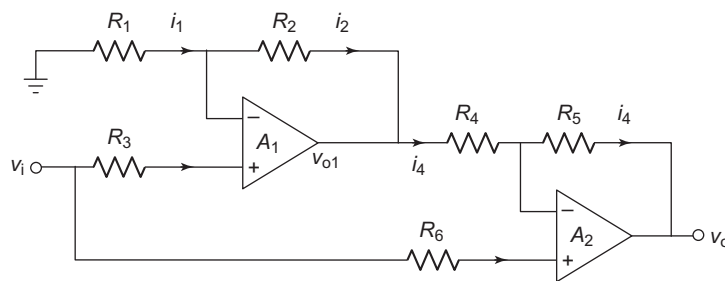 R1 i1 R2 i2
R4 R5 i4
− A1 +
R3
vo1
i4
vi
− A2 +
R6
vo